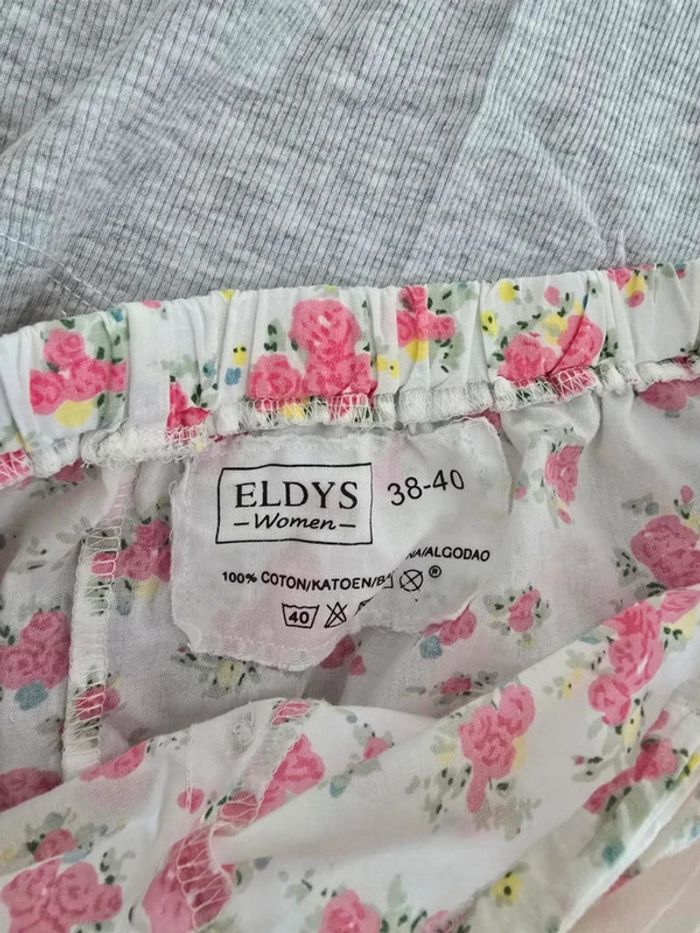 ELDYS
-Women-
38-40
NA/ALGODAO
100% COTON/KATOEN/B
®
40